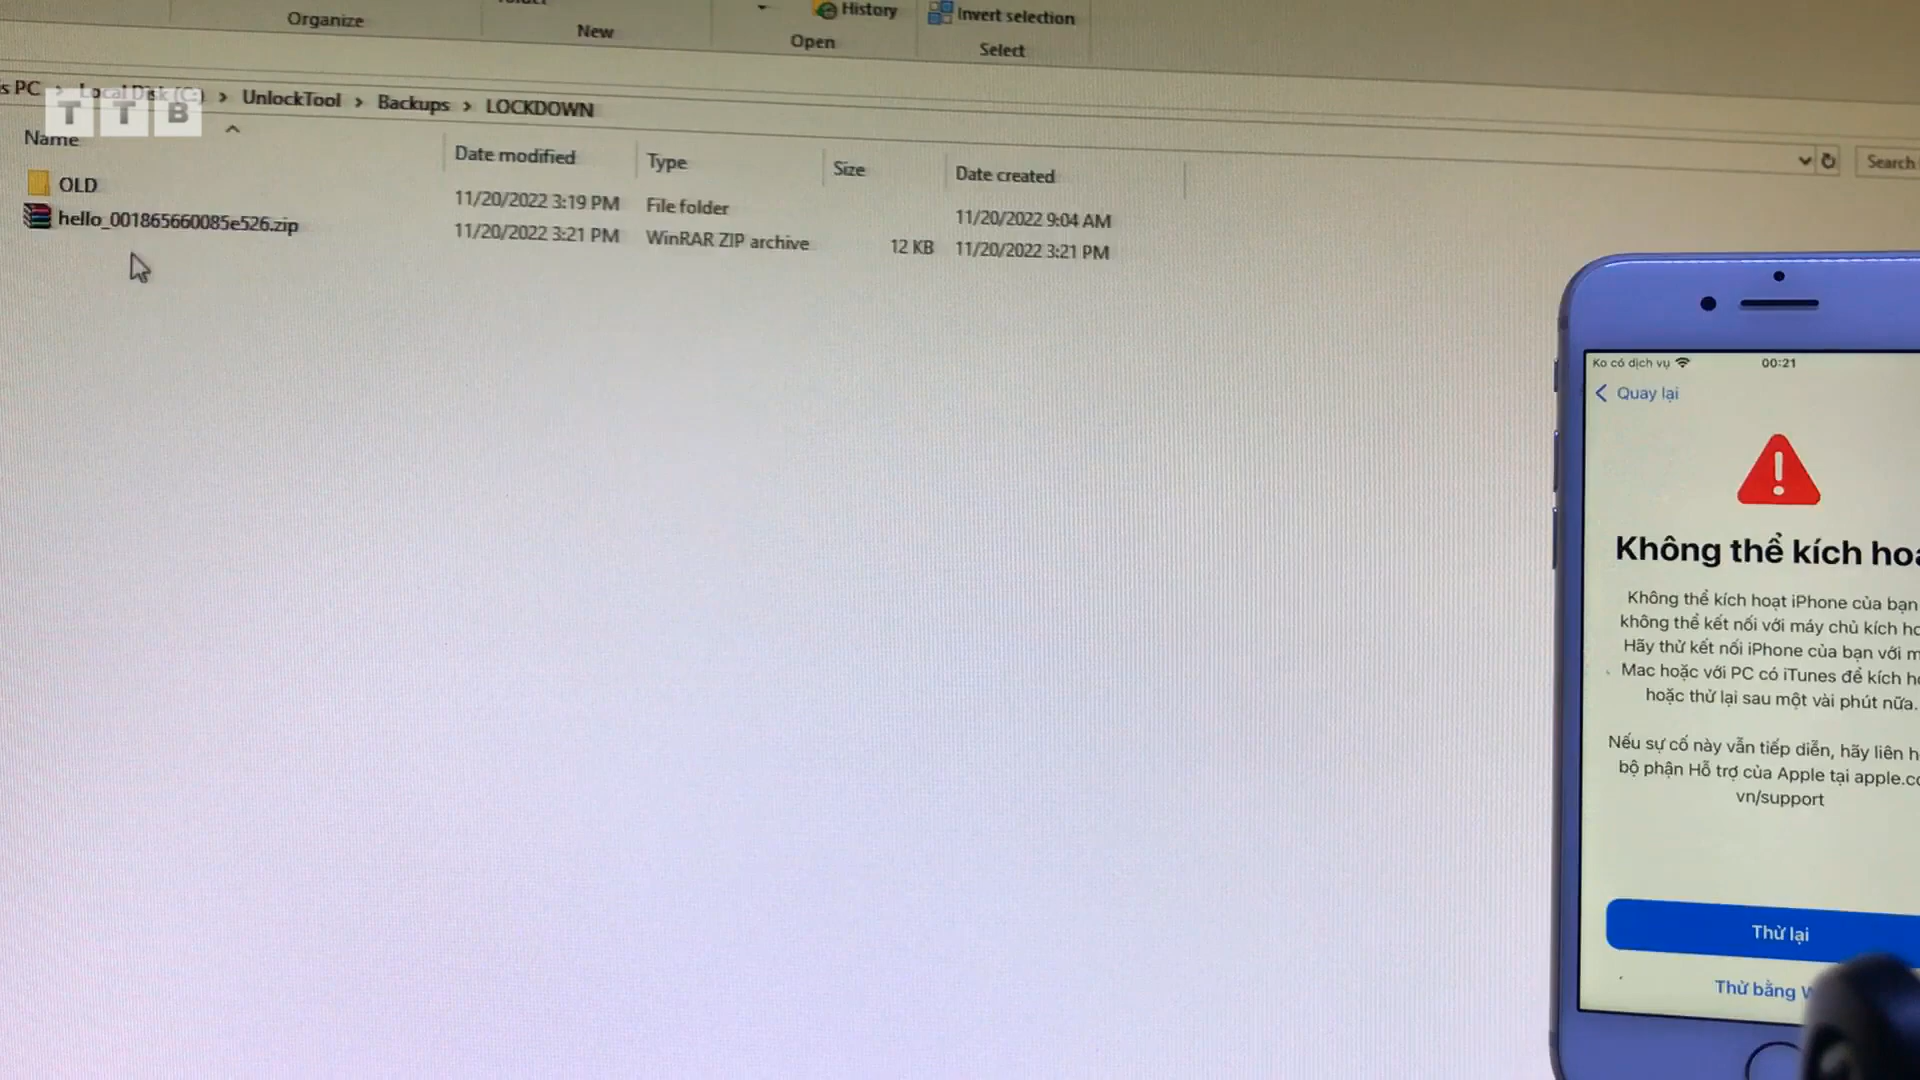 Organize
New
Open
Select
History
Invert selection
PC > Local Disk (C:) > UnlockTool > Backups > LOCKDOWN
Search
TTB
Name
Date modified
Type
Size
Date created
OLD
11/20/2022 3:19 PM
File folder
11/20/2022 9:04 AM
hello_001865660085e526.zip
11/20/2022 3:21 PM
WinRAR ZIP archive
12 KB
11/20/2022 3:21 PM
Ko có dịch vụ
00:21
Quay lại
Không thể kích
Không thể kích hoạt iPhone của bạn
không thể kết nối với máy chủ kích
Hãy thử kết nối iPhone của bạn với
Mac hoặc với PC có iTunes để kích
hoặc thử lại sau một vài phút nữa.
Nếu sự cố này vẫn tiếp diễn, hãy liên
bộ phận Hỗ trợ của Apple tại
vn/support
Thử lại
Thử bằng